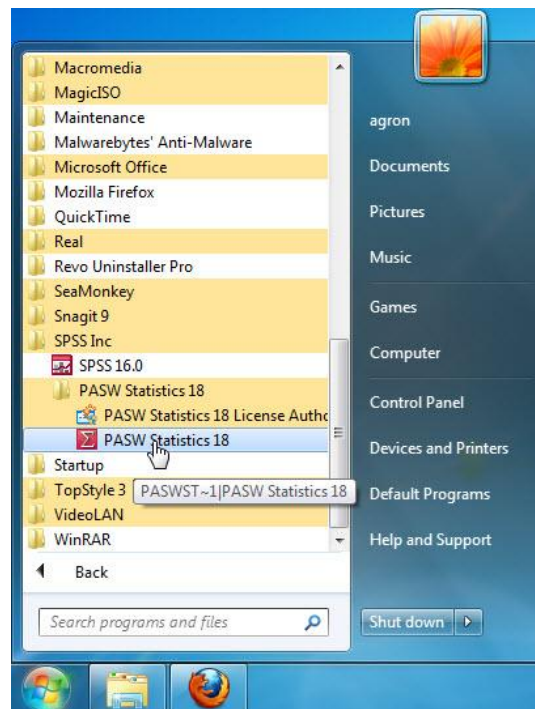 Macromedia
MagicISO
Maintenance
Malwarebytes' Anti-Malware
Microsoft Office
Mozilla Firefox
QuickTime
Real
Revo Uninstaller Pro
SeaMonkey
Snagit 9
SPSS Inc
SPSS 16.0
PASW Statistics 18
PASW Statistics 18 License Autho
PASW Statistics 18
Startup
TopStyle 3
PASWST~1|PASW Statistics 18
VideoLAN
WinRAR
Back
Search programs and files
agron
Documents
Pictures
Music
Games
Computer
Control Panel
Devices and Printers
Default Programs
Help and Support
Shut down